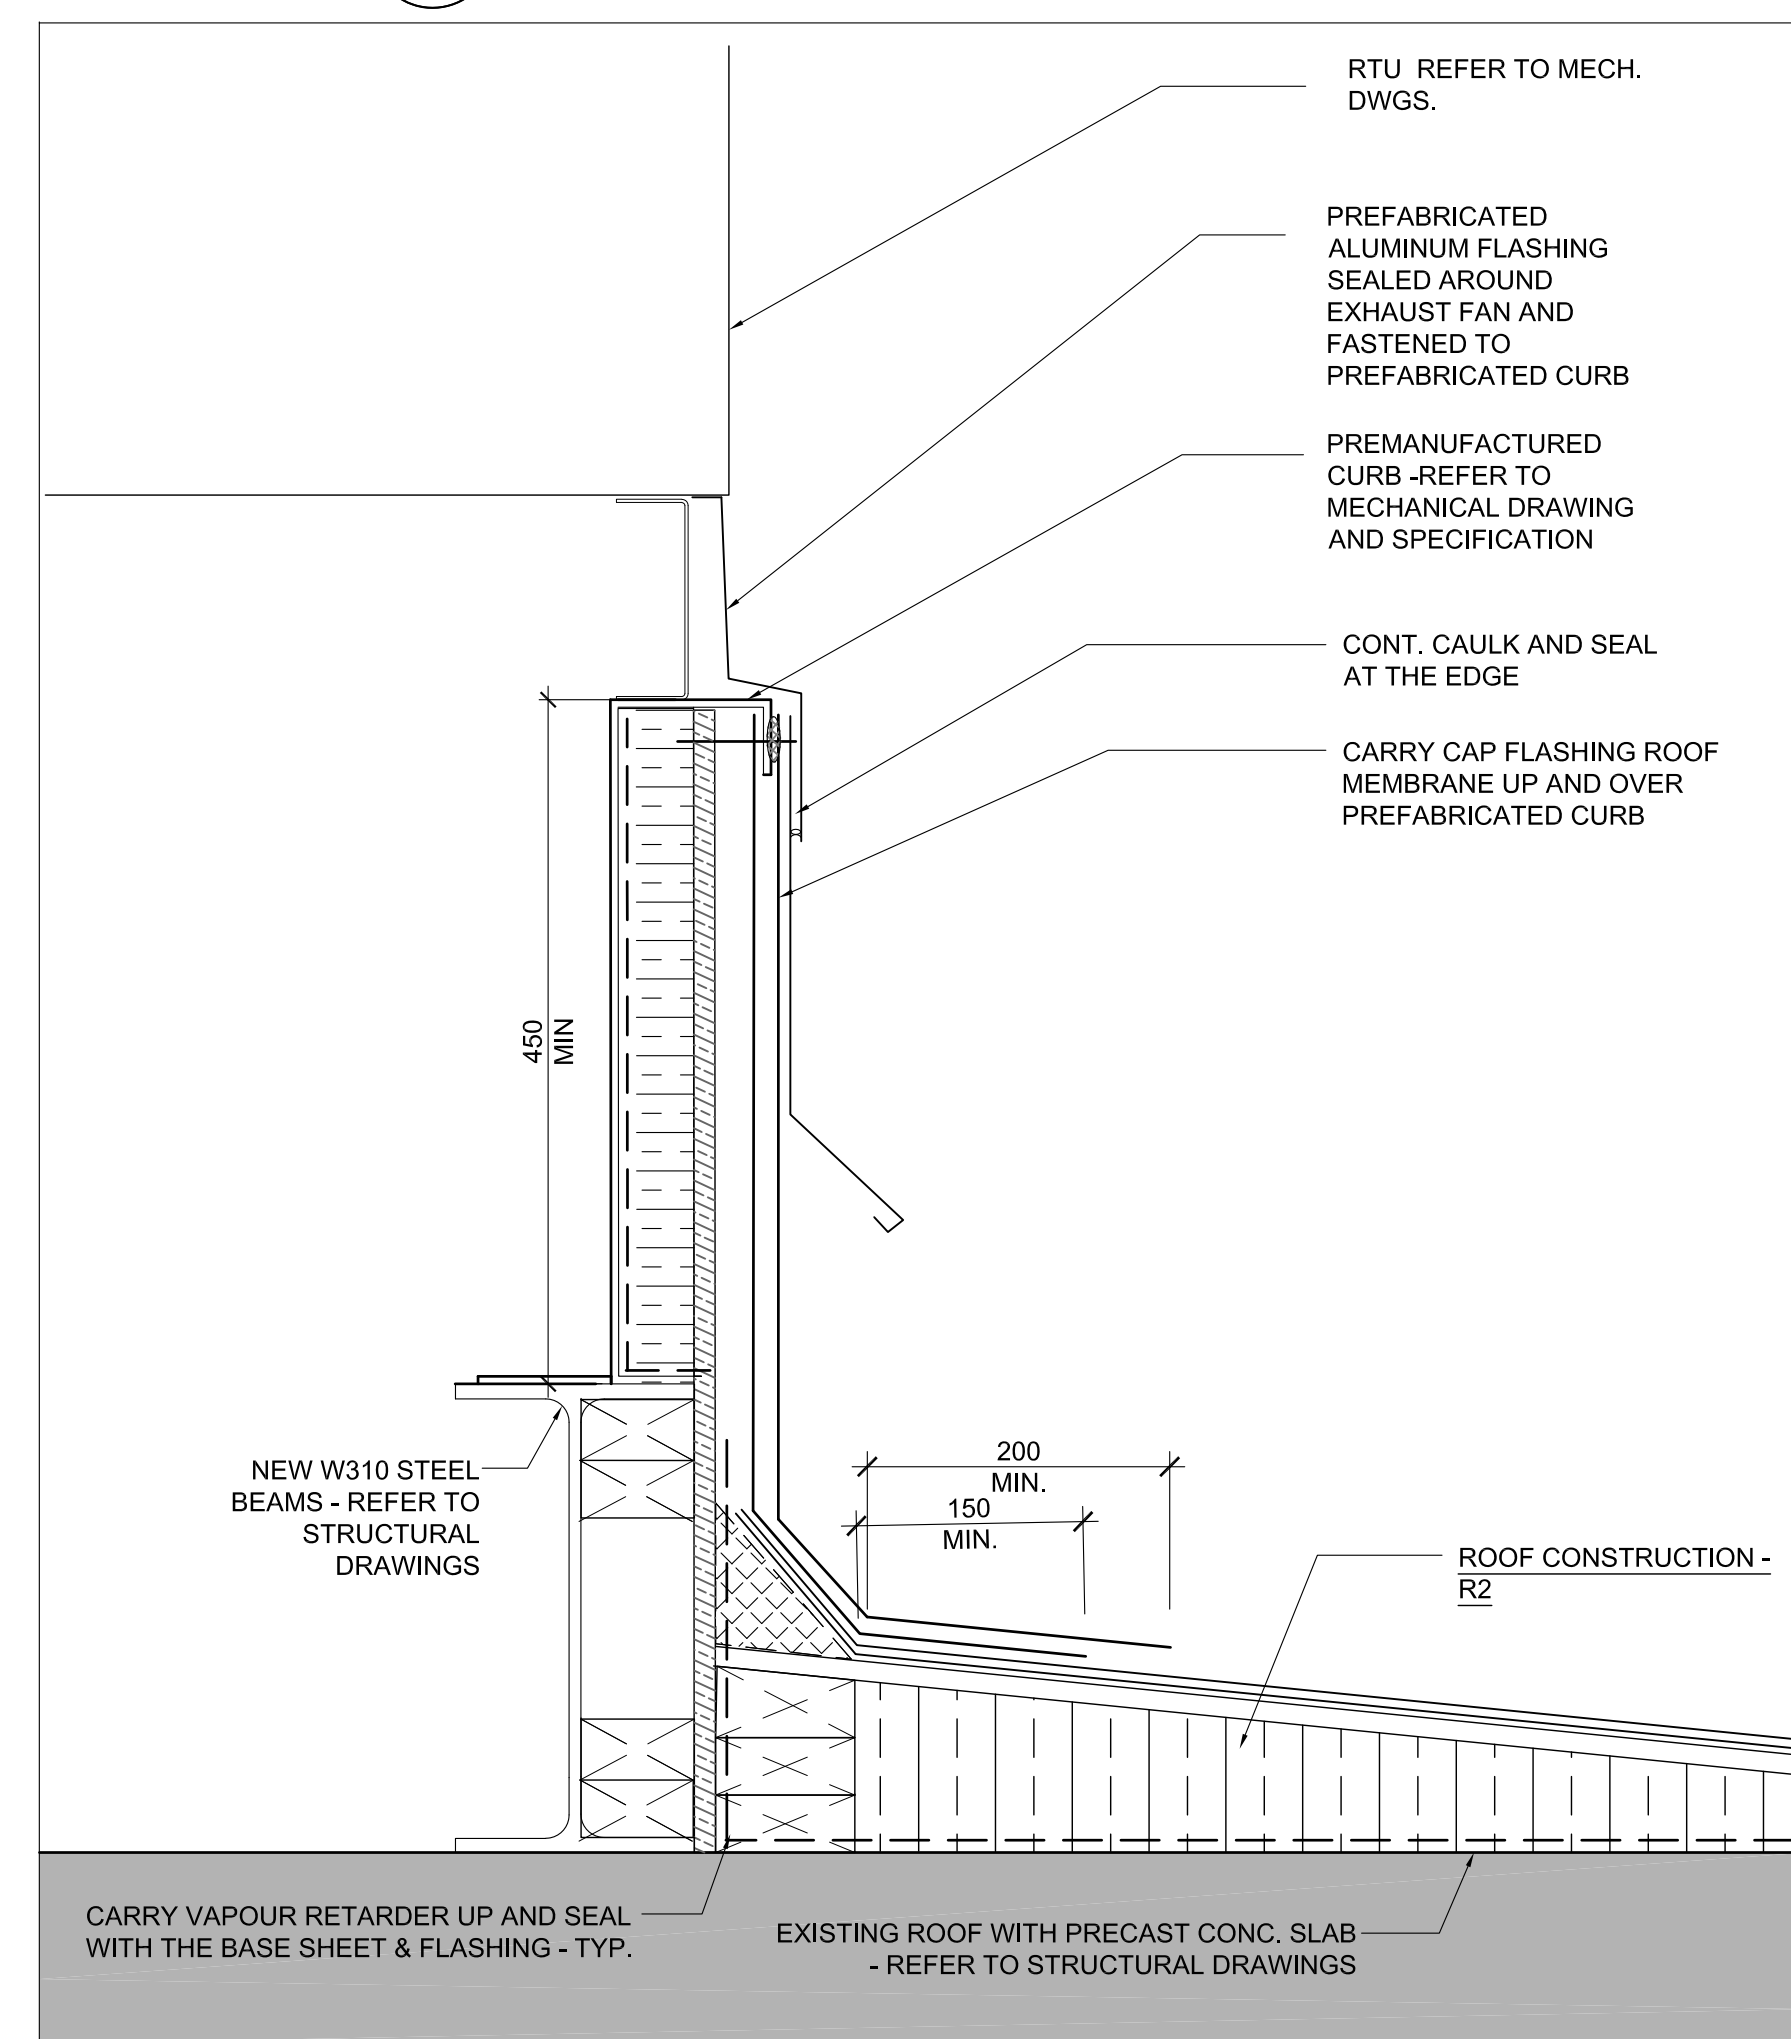 RTU REFER TO MECH.
DWGS.
PREFABRICATED
ALUMINUM FLASHING
SEALED AROUND
EXHAUST FAN AND
FASTENED TO
PREFABRICATED CURB
PREMANUFACTURED
CURB -REFER TO
MECHANICAL DRAWING
AND SPECIFICATION
CONT. CAULK AND SEAL
AT THE EDGE
CARRY CAP FLASHING ROOF
MEMBRANE UP AND OVER
PREFABRICATED CURB
450
MIN
NEW W310 STEEL
BEAMS - REFER TO
STRUCTURAL
DRAWINGS
200
MIN.
150
MIN.
ROOF CONSTRUCTION -
R2
CARRY VAPOUR RETARDER UP AND SEAL
WITH THE BASE SHEET & FLASHING - TYP.
EXISTING ROOF WITH PRECAST CONC. SLAB
- REFER TO STRUCTURAL DRAWINGS